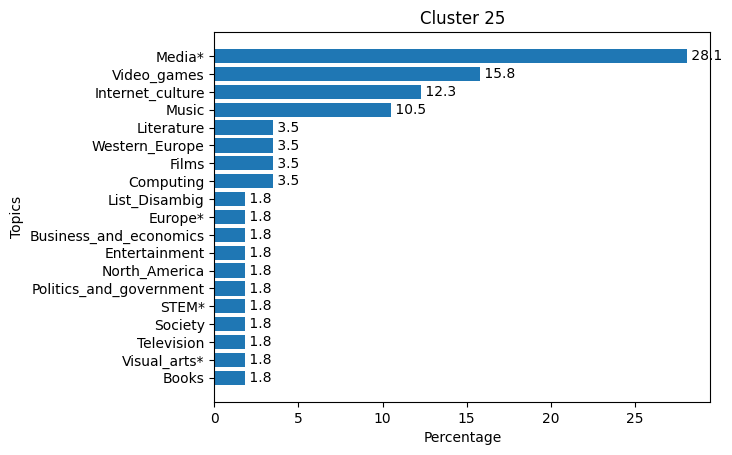 Cluster 25
Topics
Media* 28.1
Video_games 15.8
Internet_culture 12.3
Music 10.5
Literature 3.5
Western_Europe 3.5
Films 3.5
Computing 3.5
List_Disambig 1.8
Europe* 1.8
Business_and_economics 1.8
Entertainment 1.8
North_America 1.8
Politics_and_government 1.8
STEM* 1.8
Society 1.8
Television 1.8
Visual_arts* 1.8
Books 1.8
0 5 10 15 20 25
Percentage